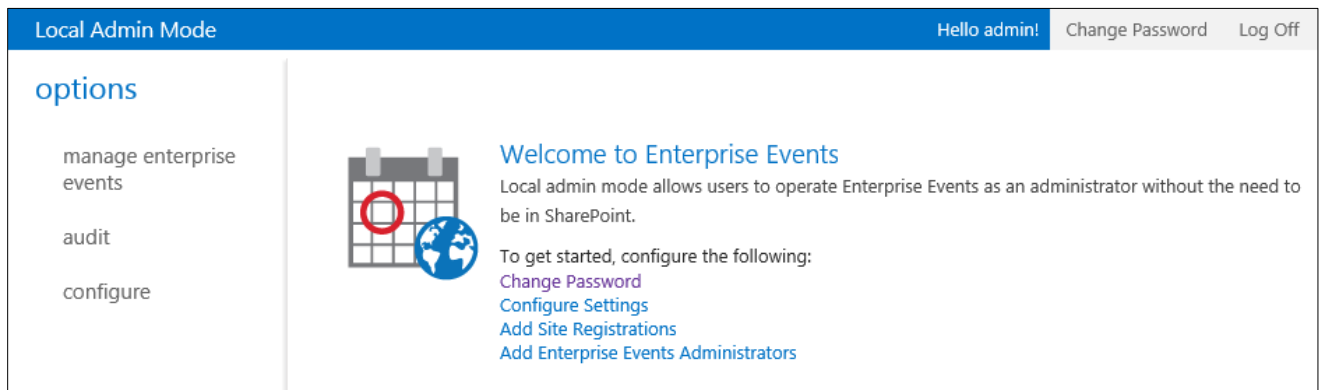 Local Admin Mode
Hello admin!
Change Password
Log Off
options
manage enterprise
events
audit
configure
Welcome to Enterprise Events
Local admin mode allows users to operate Enterprise Events as an administrator without the need to
be in SharePoint.
To get started, configure the following:
Change Password
Configure Settings
Add Site Registrations
Add Enterprise Events Administrators